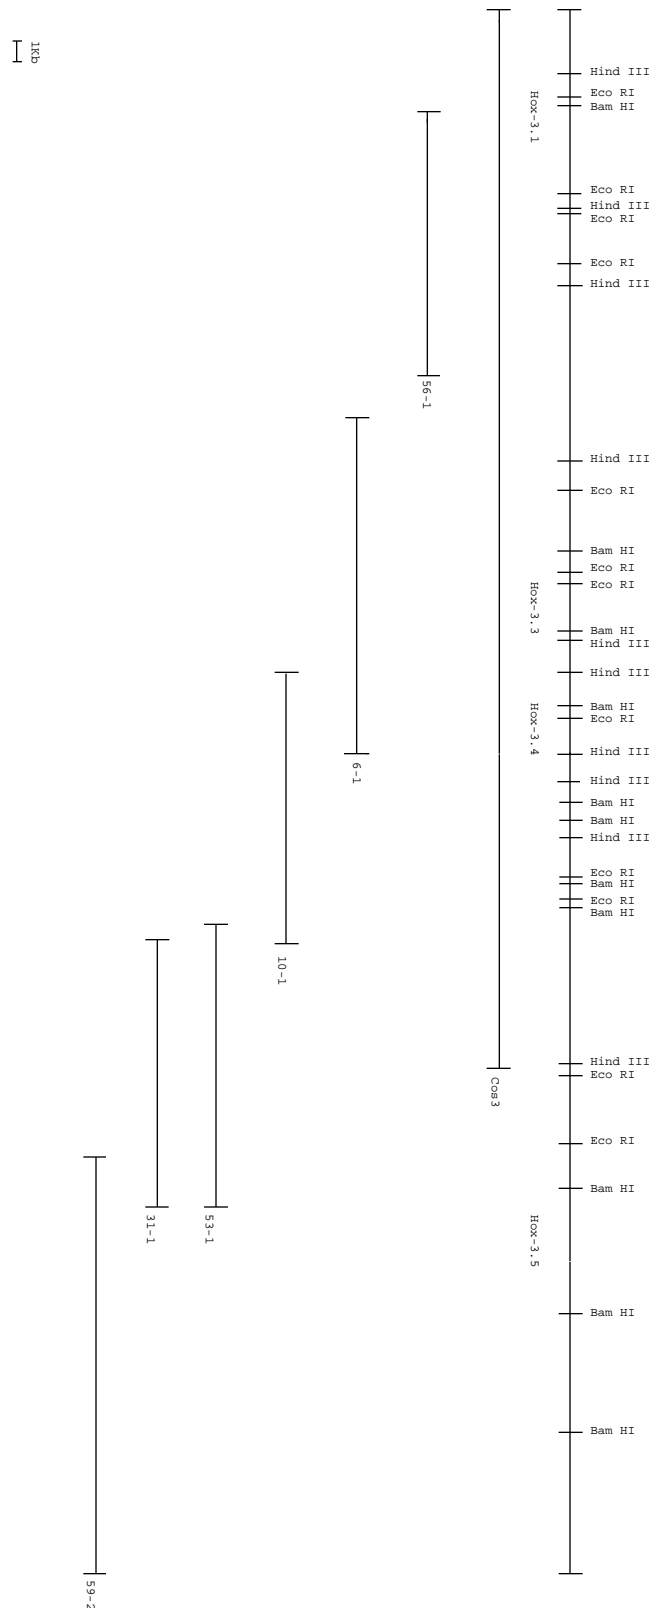 1Kb
Hind III
Eco RI
Bam HI
Hox-3.1
Eco RI
Hind III
Eco RI
Eco RI
Hind III
56-1
Hind III
Eco RI
Bam HI
Eco RI
Eco RI
Hox-3.3
Bam HI
Hind III
Hind III
Bam HI
Eco RI
Hox-3.4
Hind III
6-1
Hind III
Bam HI
Bam HI
Hind III
Eco RI
Bam HI
Eco RI
Bam HI
10-1
Hind III
Eco RI
Cos3
Eco RI
Bam HI
31-1
53-1
Hox-3.5
Bam HI
Bam HI
59-2